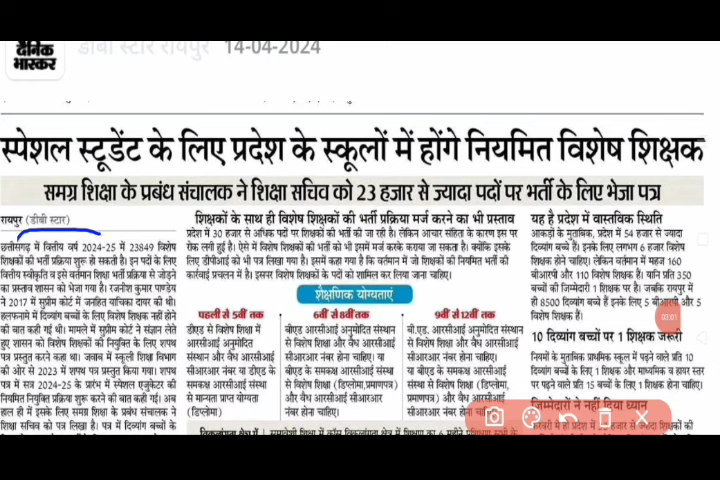 दैनिक
भास्कर
डीबी स्टार रायपुर 14-04-2024
स्पेशल स्टूडेंट के लिए प्रदेश के स्कूलों में होंगे नियमित विशेष शिक्षक
समग्र शिक्षा के प्रबंध संचालक ने शिक्षा सचिव को 23 हजार से ज्यादा पदों पर भर्ती के लिए भेजा पत्र
रायपुर (डीबी स्टार)
छत्तीसगढ़ में वित्तीय वर्ष 2024-25 में 23849 विशेष
शिक्षकों की भर्ती प्रक्रिया शुरू हो सकती है। इन पदों के लिए
वित्तीय स्वीकृति व इसे वर्तमान शिक्षा भर्ती प्रक्रिया से जोड़ने
का प्रस्ताव शासन को भेजा गया है। रजनीश कुमार पाण्डेय
ने 2017 में सुप्रीम कोर्ट में जनहित याचिका दायर की थी।
हलफनामे में दिव्यांग बच्चों के लिए विशेष शिक्षक नहीं होने
की बात कही गई थी। मामले में सुप्रीम कोर्ट ने संज्ञान लेते
हुए शासन को विशेष शिक्षकों की नियुक्ति के लिए शपथ
पत्र प्रस्तुत करने कहा था। जवाब में स्कूली शिक्षा विभाग
की ओर से 2023 में शपथ पत्र प्रस्तुत किया गया। शपथ
पत्र में सत्र 2024-25 के प्रारंभ में स्पेशल एजुकेटर की
नियमित नियुक्ति प्रक्रिया शुरू करने की बात कही गई। अब
हाल ही में इसके लिए समग्र शिक्षा के प्रबंध संचालक ने
शिक्षा सचिव को पत्र लिखा है। पत्र में दिव्यांग बच्चों के
शिक्षकों के साथ ही विशेष शिक्षकों की भर्ती प्रक्रिया मर्ज करने का भी प्रस्ताव
प्रदेश में 30 हजार से अधिक पदों पर शिक्षकों की भर्ती की जा रही है। लेकिन आचार संहिता के कारण इस पर
रोक लगी हुई है। ऐसे में विशेष शिक्षकों की भर्ती को भी इसमें मर्ज करके कराया जा सकता है। क्योंकि इसके
लिए डीपीआई को भी पत्र लिखा गया है। इसमें कहा गया है कि वर्तमान में जो शिक्षकों की नियमित भर्ती की
कार्रवाई प्रचलन में है। इसपर विशेष शिक्षकों के पदों को शामिल कर लिया जाना चाहिए।
शैक्षणिक योग्यताएं
पहली से 5वीं तक
डीएड से विशेष शिक्षा में
आरसीआई अनुमोदित
संस्थान और वैध आरसीआई
सीआरआर नंबर या डीएड के
समकक्ष आरसीआई संस्था
से मान्यता प्राप्त योग्यता
(डिप्लोमा)
6वीं से 8वीं तक
बीएड आरसीआई अनुमोदित संस्थान
से विशेष शिक्षा और वैध आरसीआई
सीआरआर नंबर होना चाहिए। या
बीएड के समकक्ष आरसीआई संस्था
से विशेष शिक्षा (डिप्लोमा,प्रमाणपत्र)
और वैध आरसीआई सीआरआर
नंबर होना चाहिए।
9वीं से 12वीं तक
बी.एड. आरसीआई अनुमोदित संस्थान
से विशेष शिक्षा और वैध आरसीआई
सीआरआर नंबर होना चाहिए।
या बीएड के समकक्ष आरसीआई
संस्था से विशेष शिक्षा (डिप्लोमा,
प्रमाणपत्र) और वैध आरसीआई
सीआरआर नंबर होना
यह है प्रदेश में वास्तविक स्थिति
आकड़ों के मुताबिक, प्रदेश में 54 हजार से ज्यादा
दिव्यांग बच्चे हैं। इनके लिए लगभग 6 हजार विशेष
शिक्षक होने चाहिए। लेकिन वर्तमान में महज 160
बीआरपी और 110 विशेष शिक्षक हैं। यानि प्रति 350
बच्चों की जिम्मेदारी 1 शिक्षक पर है। जबकि रायपुर में
ही 8500 दिव्यांग बच्चे हैं इनके लिए 5 बीआरपी और 5
विशेष शिक्षक हैं।
03:01
10 दिव्यांग बच्चों पर 1 शिक्षक जरूरी
नियमों के मुताबिक प्राथमिक स्कूल में पढ़ने वाले प्रति 10
दिव्यांग बच्चों के लिए 1 शिक्षक और माध्यमिक व हायर स्तर
पर पढ़ने वाले प्रति 15 बच्चों के लिए 1 शिक्षक होना चाहिए।
जिम्मेदारों ने नहीं दिया ध्यान